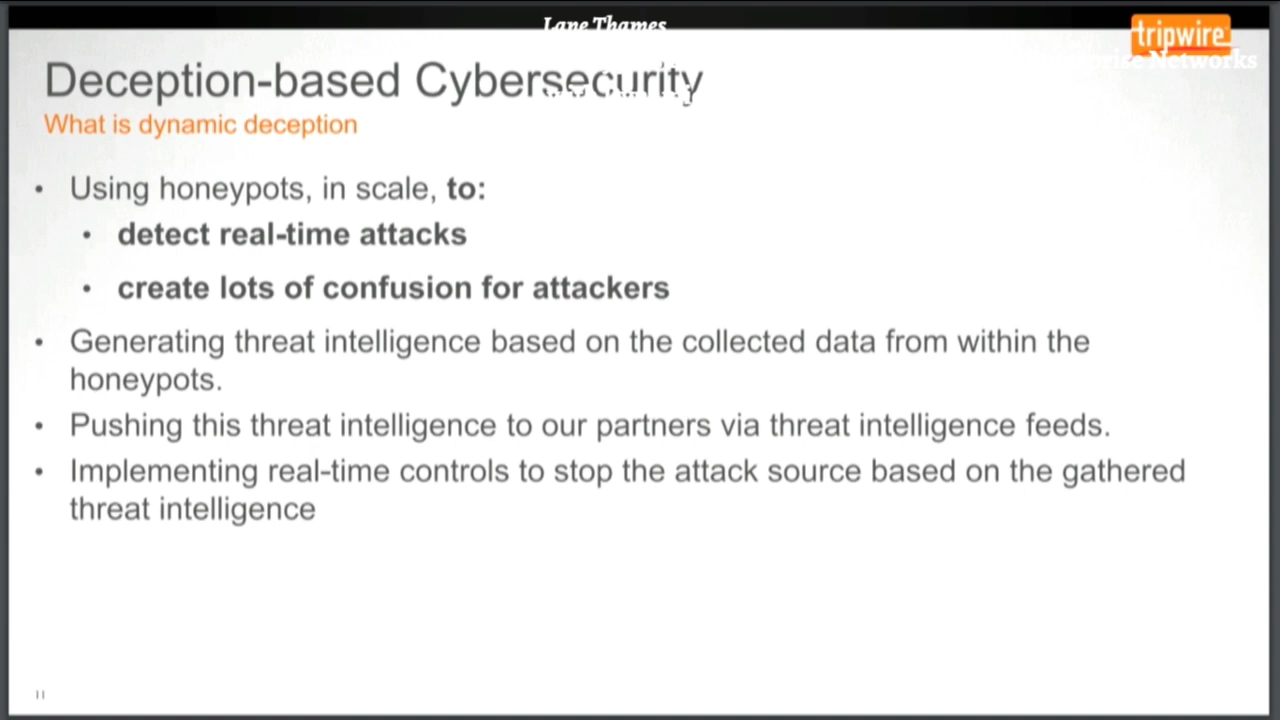 Lane Thames
tripwire
Networks
Deception-based Cybersecurity
What is dynamic deception
• Using honeypots, in scale, to:
• detect real-time attacks
• create lots of confusion for attackers
• Generating threat intelligence based on the collected data from within the
honeypots.
• Pushing this threat intelligence to our partners via threat intelligence feeds.
• Implementing real-time controls to stop the attack source based on the gathered
threat intelligence
11